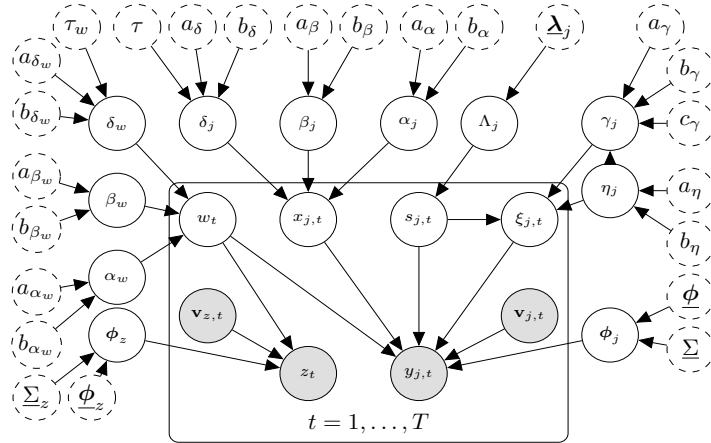 τ_w τ a_δ b_δ a_β b_β a_α b_α λ_j a_γ
a_{δ_w} b_γ
b_{δ_w} δ_w δ_j β_j α_j Λ_j γ_j c_γ
a_{β_w} β_w η_j a_η
b_{β_w} w_t x_{j,t} s_{j,t} ξ_{j,t} b_η
a_{α_w} α_w
b_{α_w} ϕ_z v_{z,t} v_{j,t} ϕ_j ϕ
Σ_z ϕ_z z_t y_{j,t} Σ
t = 1, . . . , T